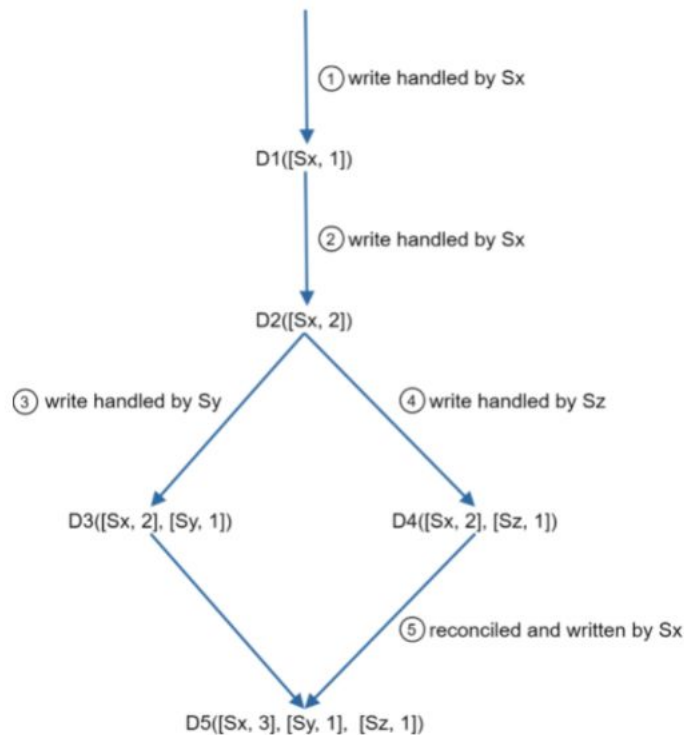 ① write handled by Sx
D1([Sx, 1])
② write handled by Sx
D2([Sx, 2])
③ write handled by Sy
④ write handled by Sz
D3([Sx, 2], [Sy, 1])
D4([Sx, 2], [Sz, 1])
⑤ reconciled and written by Sx
D5([Sx, 3], [Sy, 1], [Sz, 1])